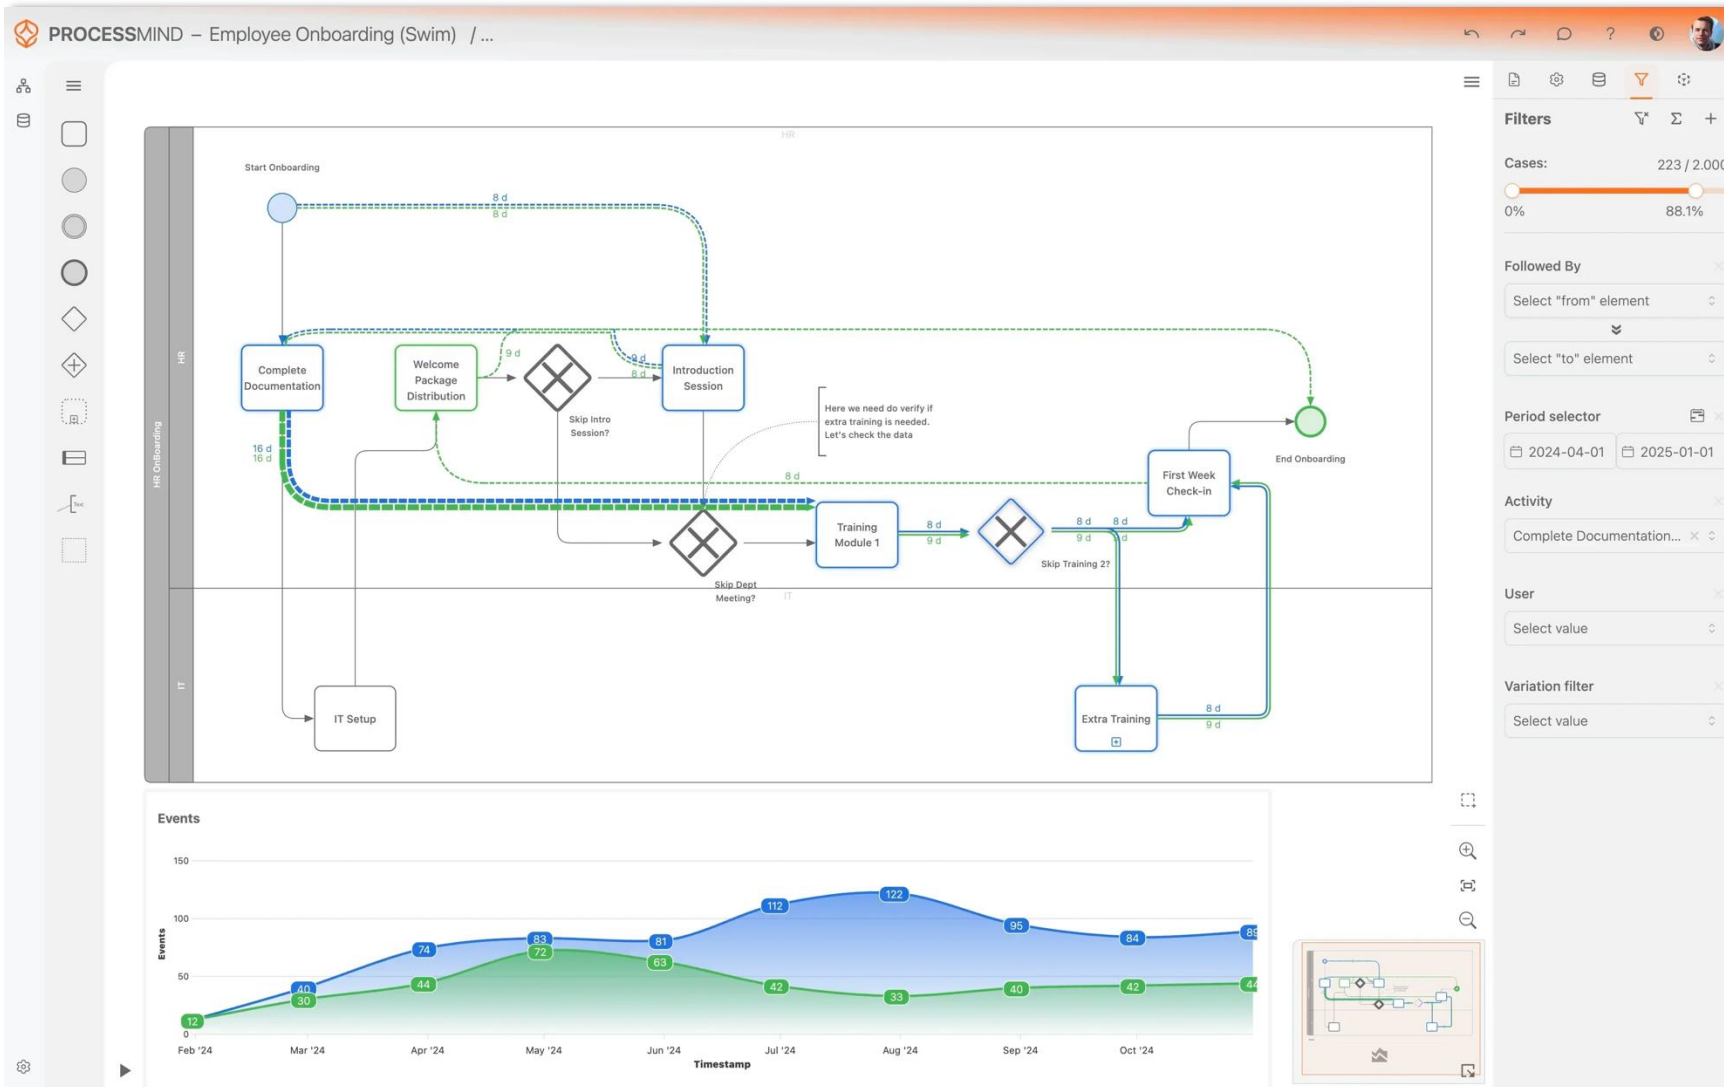 PROCESSMIND – Employee Onboarding (Swim) / ...
Filters
Cases:
223 / 2.000
0%
88.1%
Followed By
Select "from" element
Select "to" element
Period selector
2024-04-01
2025-01-01
Activity
Complete Documentation...
User
Select value
Variation filter
Select value
Text
HR
HR OnBoarding
HR
IT
IT
Start Onboarding
8 d
8 d
Complete
Documentation
Welcome
Package
Distribution
9 d
Skip Intro
Session?
9 d
8 d
Introduction
Session
Here we need do verify if
extra training is needed.
Let's check the data
End Onboarding
16 d
16 d
8 d
First Week
Check-in
Skip Dept
Meeting?
Training
Module 1
8 d
9 d
Skip Training 2?
8 d
8 d
9 d
IT Setup
Extra Training
8 d
9 d
Events
150
100
50
0
Events
12
40
30
74
44
83
72
81
63
112
42
122
33
95
40
84
42
89
44
Feb '24
Mar '24
Apr '24
May '24
Jun '24
Jul '24
Aug '24
Sep '24
Oct '24
Timestamp